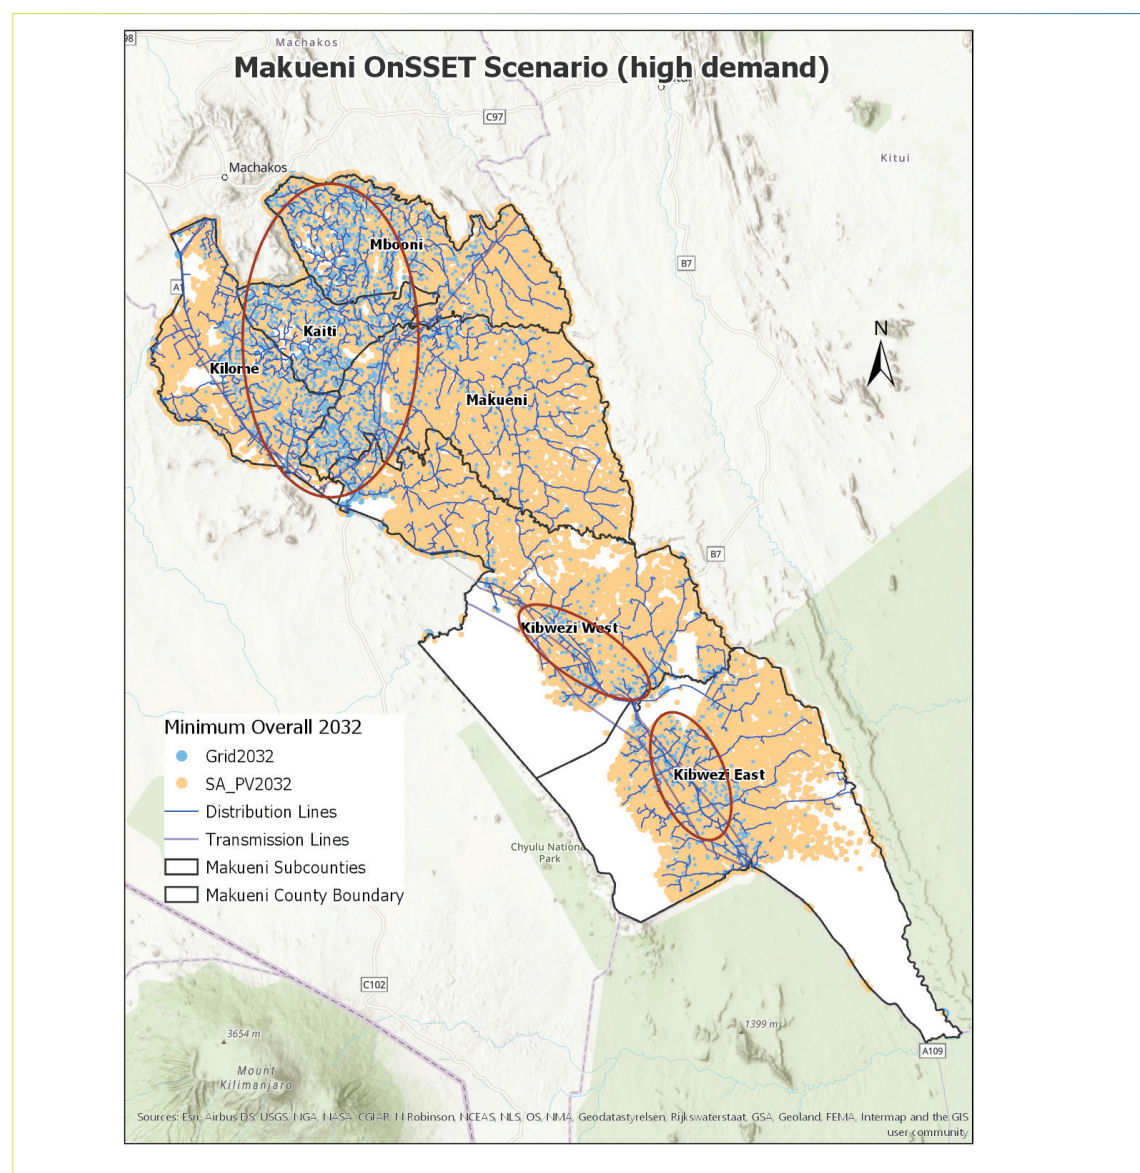 98
Machakos
Makueni OnSSET Scenario (high demand)
C97
Kitui
Machakos
Mbooni
B7
A1
N
Kaiti
Kilome
Makueni
B7
Kibwezi West
Minimum Overall 2032
Grid2032
Kibwezi East
SA_PV2032
Distribution Lines
Transmission Lines
Chyulu Nationa
Park
Makueni Subcounties
Makueni County Boundary
C102
3654 m
1399 m
A109
Mount
Kilimanjaro
Sources: Esri, Airbus DS, USGS, NGA, NASA, CGIAR, N Robinson, NCEAS, NLS, OS, NMA, Geodatastyrelsen, Rijkswaterstaat, GSA, Geoland, FEMA, Intermap and the GIS
user community